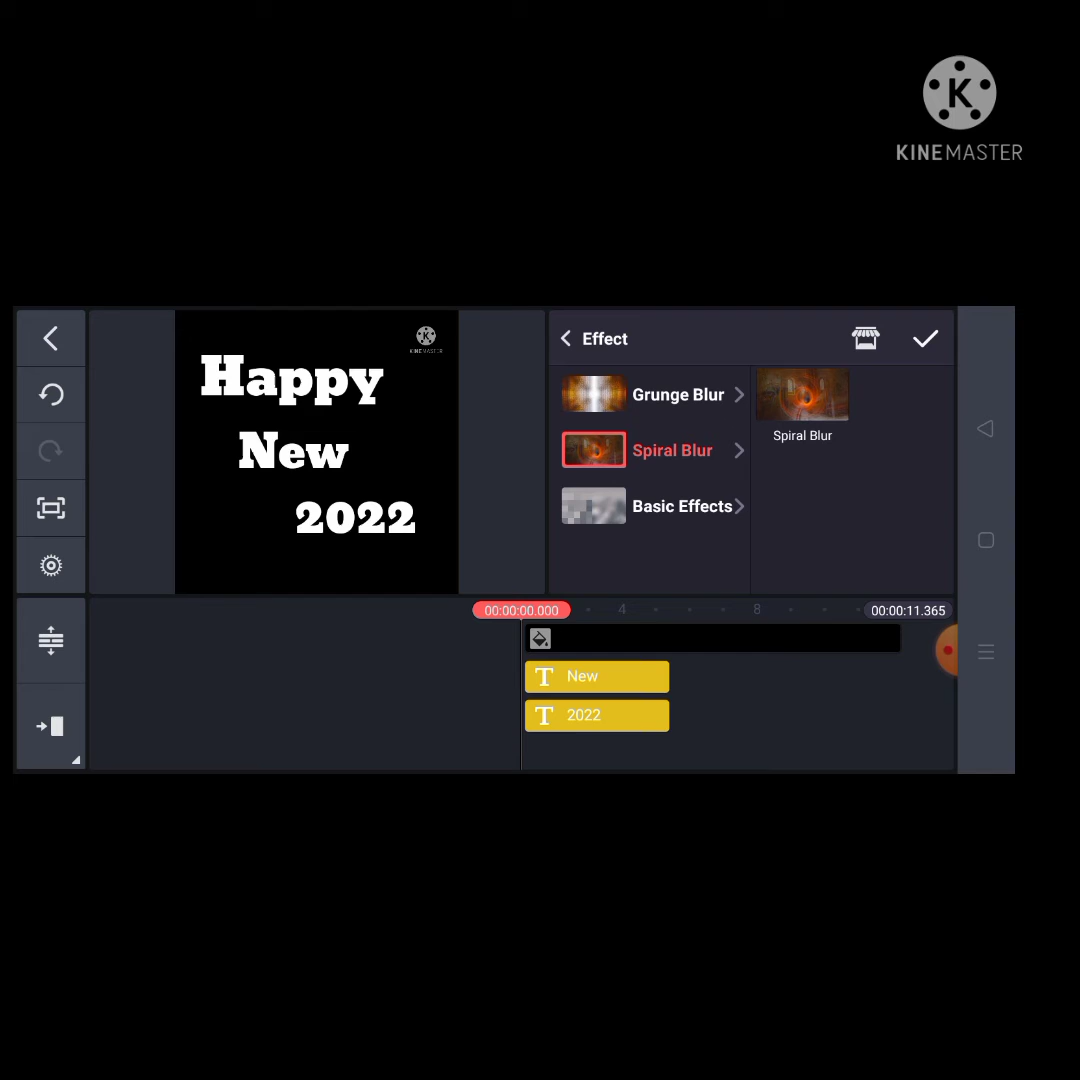 K
KINEMASTER
K
KINEMASTER
Happy
New
2022
Effect
Grunge Blur
Spiral Blur
Basic Effects
Spiral Blur
00:00:00.000
4
8
00:00:11.365
T New
T 2022